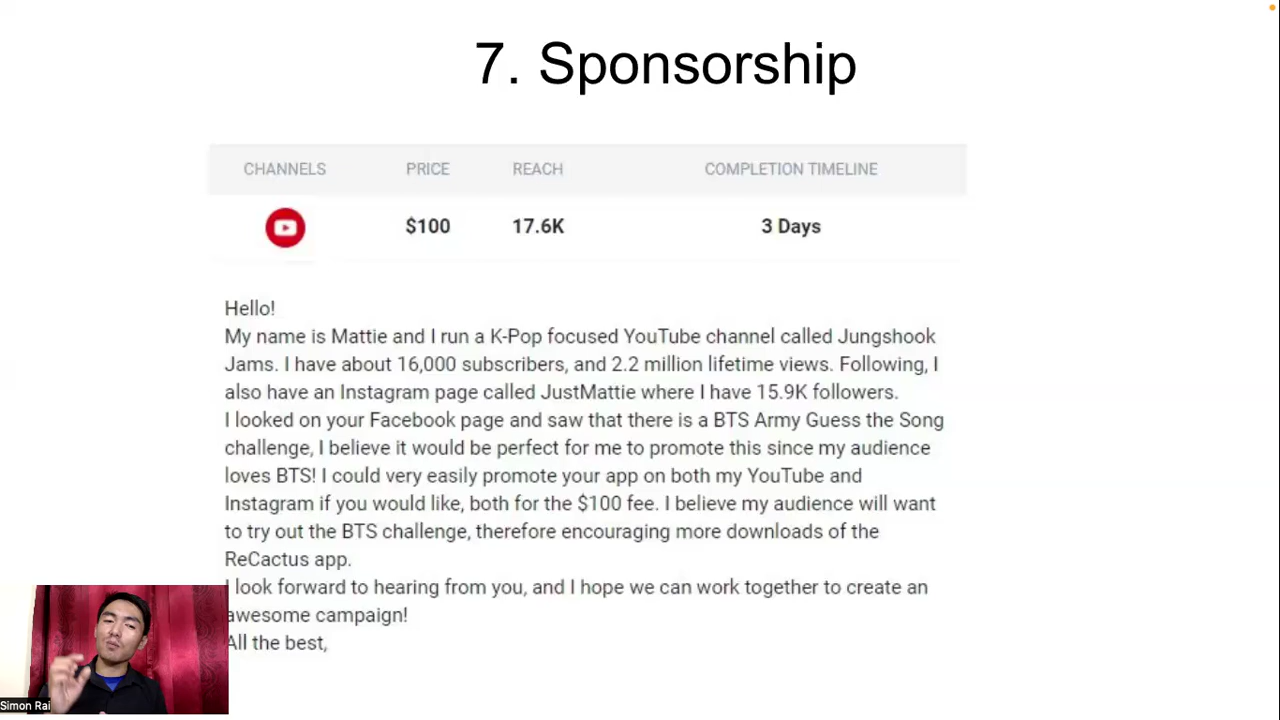 7. Sponsorship
CHANNELS PRICE REACH COMPLETION TIMELINE
$100 17.6K 3 Days
Hello!
My name is Mattie and I run a K-Pop focused YouTube channel called Jungshook
Jams. I have about 16,000 subscribers, and 2.2 million lifetime views. Following, I
also have an Instagram page called JustMattie where I have 15.9K followers.
I looked on your Facebook page and saw that there is a BTS Army Guess the Song
challenge, I believe it would be perfect for me to promote this since my audience
loves BTS! I could very easily promote your app on both my YouTube and
Instagram if you would like, both for the $100 fee. I believe my audience will want
to try out the BTS challenge, therefore encouraging more downloads of the
ReCactus app.
I look forward to hearing from you, and I hope we can work together to create an
awesome campaign!
All the best,
Simon Rai